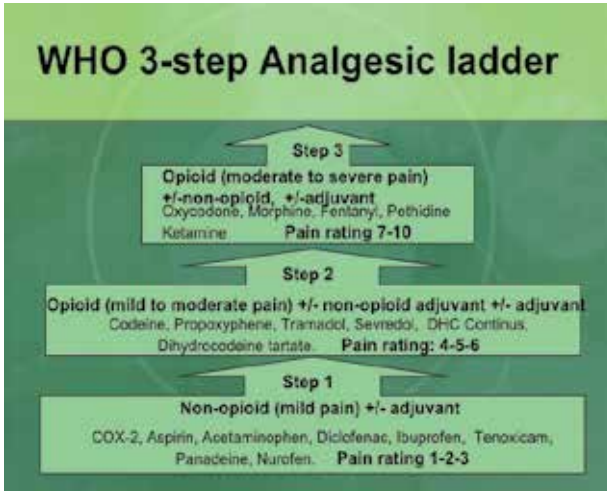 WHO 3-step Analgesic ladder
Step 3
Opioid (moderate to severe pain)
+/-non-opioid, +/-adjuvant
Oxycodone, Morphine, Fentanyl, Pethidine
Ketamine Pain rating 7-10
Step 2
Opioid (mild to moderate pain) +/- non-opioid adjuvant +/- adjuvant
Codeine, Propoxyphene, Tramadol, Sevredol, DHC Continus,
Dihydrocodeine tartate. Pain rating: 4-5-6
Step 1
Non-opioid (mild pain) +/- adjuvant
COX-2, Aspirin, Acetaminophen, Diclofenac, Ibuprofen, Tenoxicam,
Panadeine, Nurofen. Pain rating 1-2-3